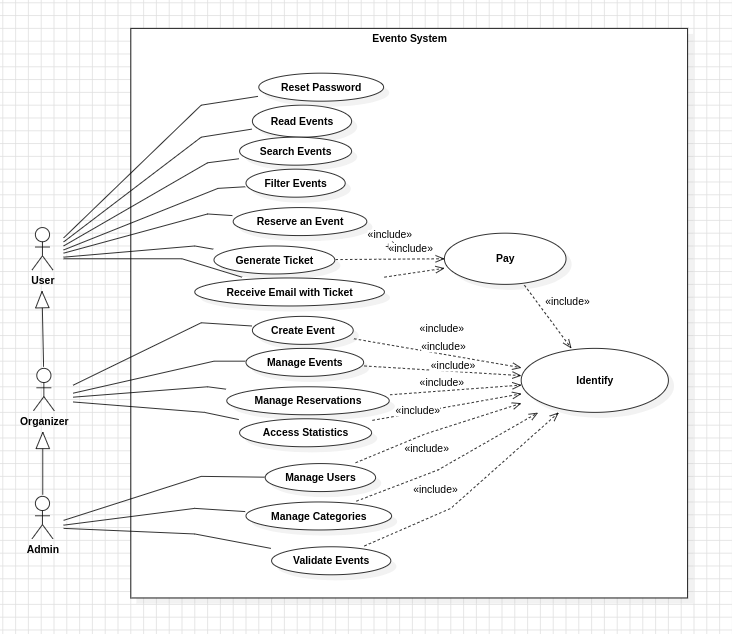 Evento System
Reset Password
Read Events
Search Events
Filter Events
Reserve an Event
«include»
«include»
Generate Ticket
Pay
User
Receive Email with Ticket
«include»
Create Event
«include»
«include»
Manage Events
«include»
Identify
«include»
Manage Reservations
«include»
Organizer
Access Statistics
«include»
Manage Users
«include»
Manage Categories
Admin
Validate Events